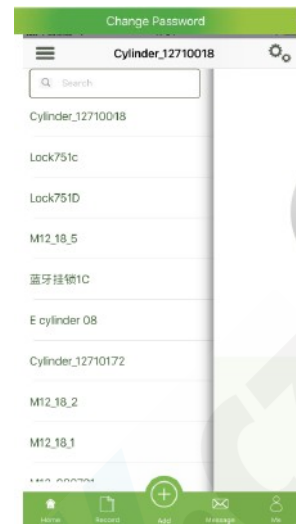 Change Password
Cylinder_12710018
Search
Cylinder_12710018
Lock751c
Lock751D
M12_18_5
蓝牙挂锁1C
E cylinder 08
Cylinder_12710172
M12_18_2
M12_18_1
Home Record Add Message Me